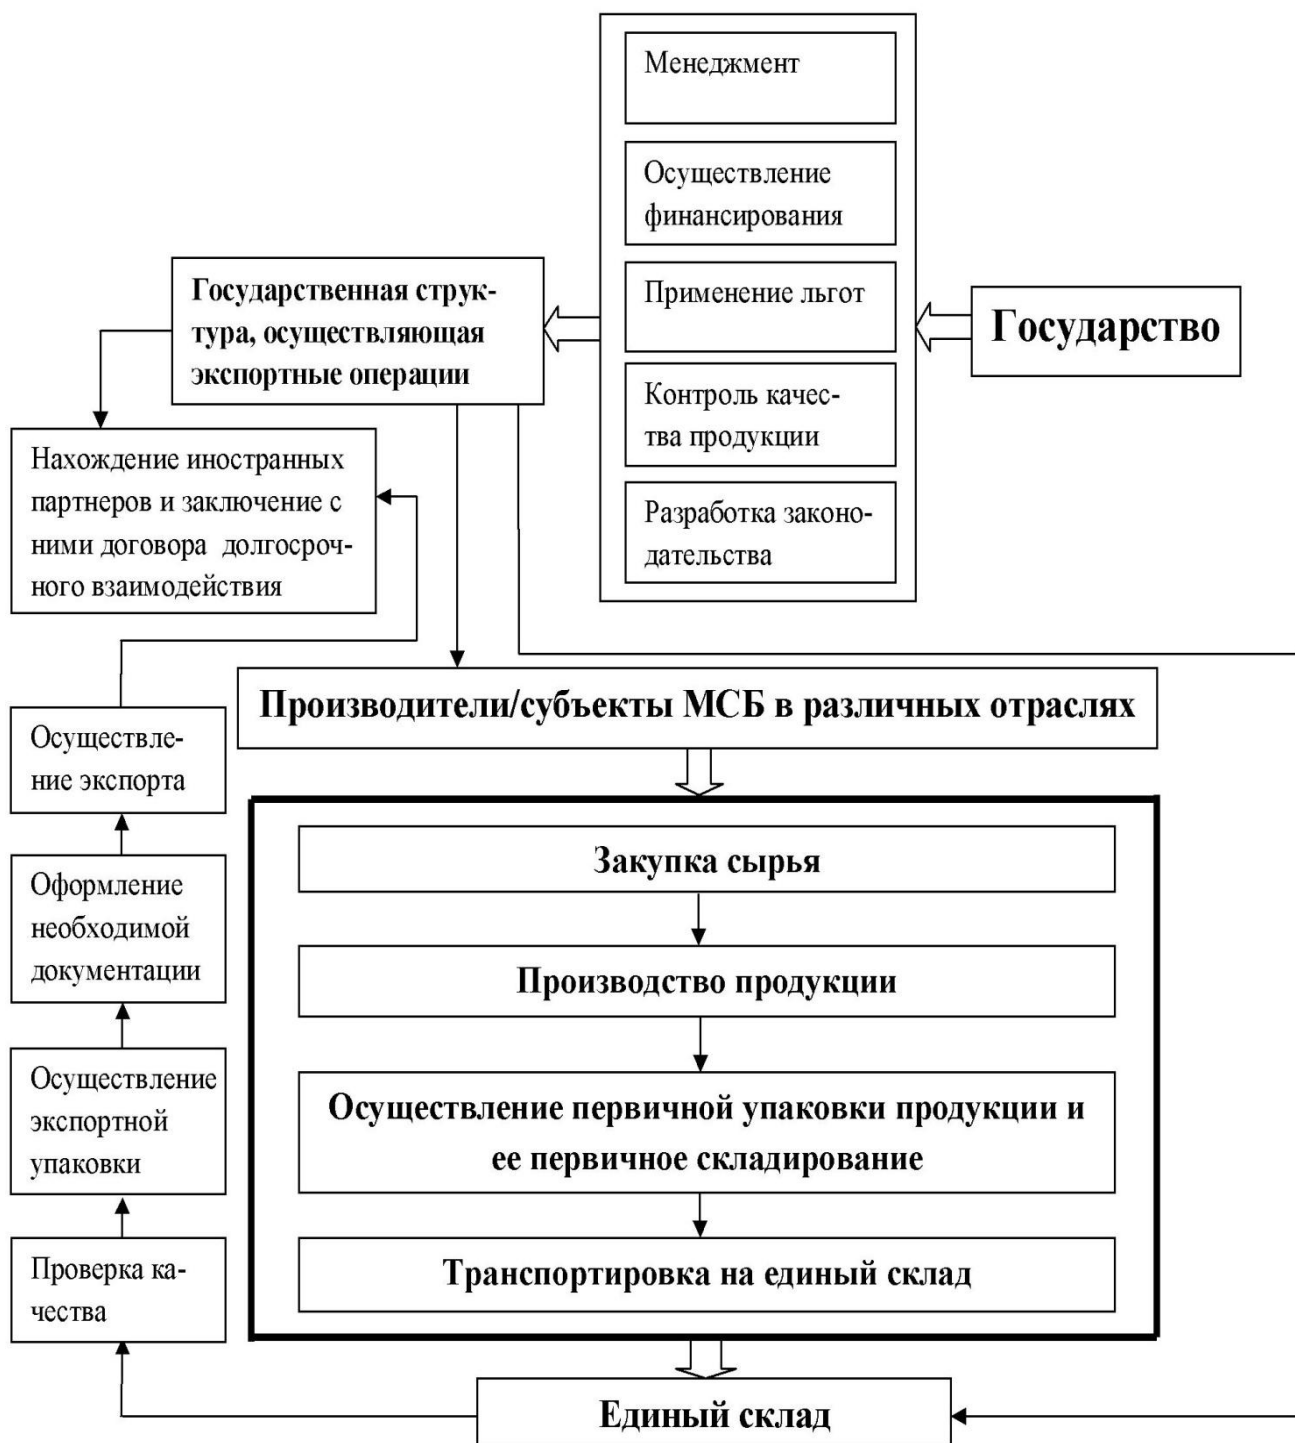 Менеджмент
Осуществление
финансирования
Применение льгот
Контроль качес-
тва продукции
Разработка законо-
дательства
Государство
Государственная струк-
тура, осуществляющая
экспортные операции
Нахождение иностранных
партнеров и заключение с
ними договора долгосроч-
ного взаимодействия
Производители/субъекты МСБ в различных отраслях
Закупка сырья
Производство продукции
Осуществление первичной упаковки продукции и
ее первичное складирование
Транспортировка на единый склад
Единый склад
Осуществле-
ние экспорта
Оформление
необходимой
документации
Осуществление
экспортной
упаковки
Проверка ка-
чества